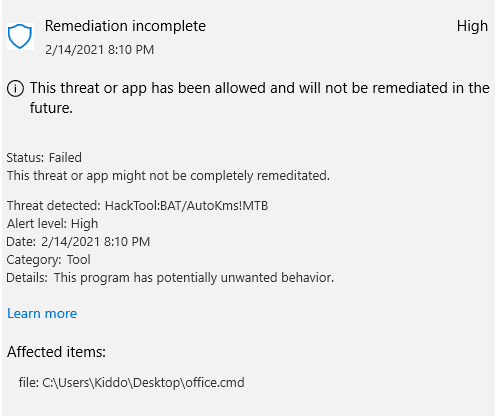 Remediation incomplete High
2/14/2021 8:10 PM
This threat or app has been allowed and will not be remediated in the
future.
Status: Failed
This threat or app might not be completely remeditated.
Threat detected: HackTool:BAT/AutoKms!MTB
Alert level: High
Date: 2/14/2021 8:10 PM
Category: Tool
Details: This program has potentially unwanted behavior.
Learn more
Affected items:
file: C:\Users\Kiddo\Desktop\office.cmd